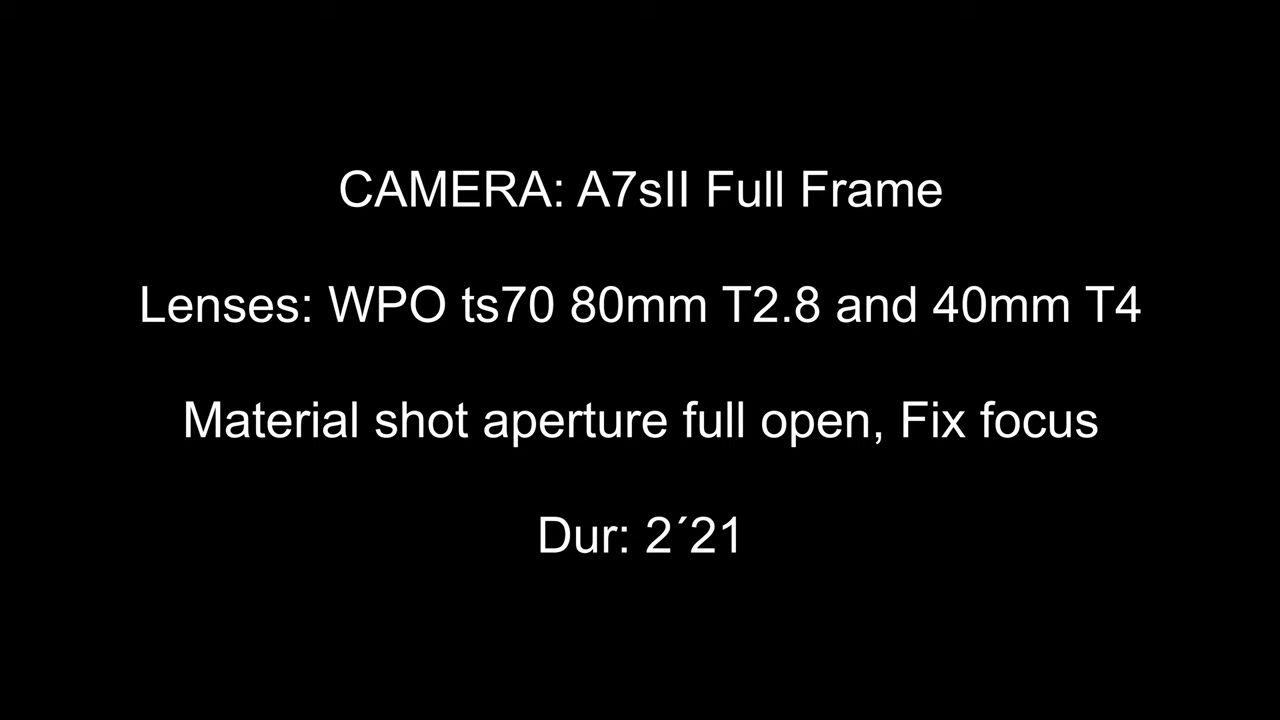 CAMERA: A7sII Full Frame
Lenses: WPO ts70 80mm T2.8 and 40mm T4
Material shot aperture full open, Fix focus
Dur: 2´21